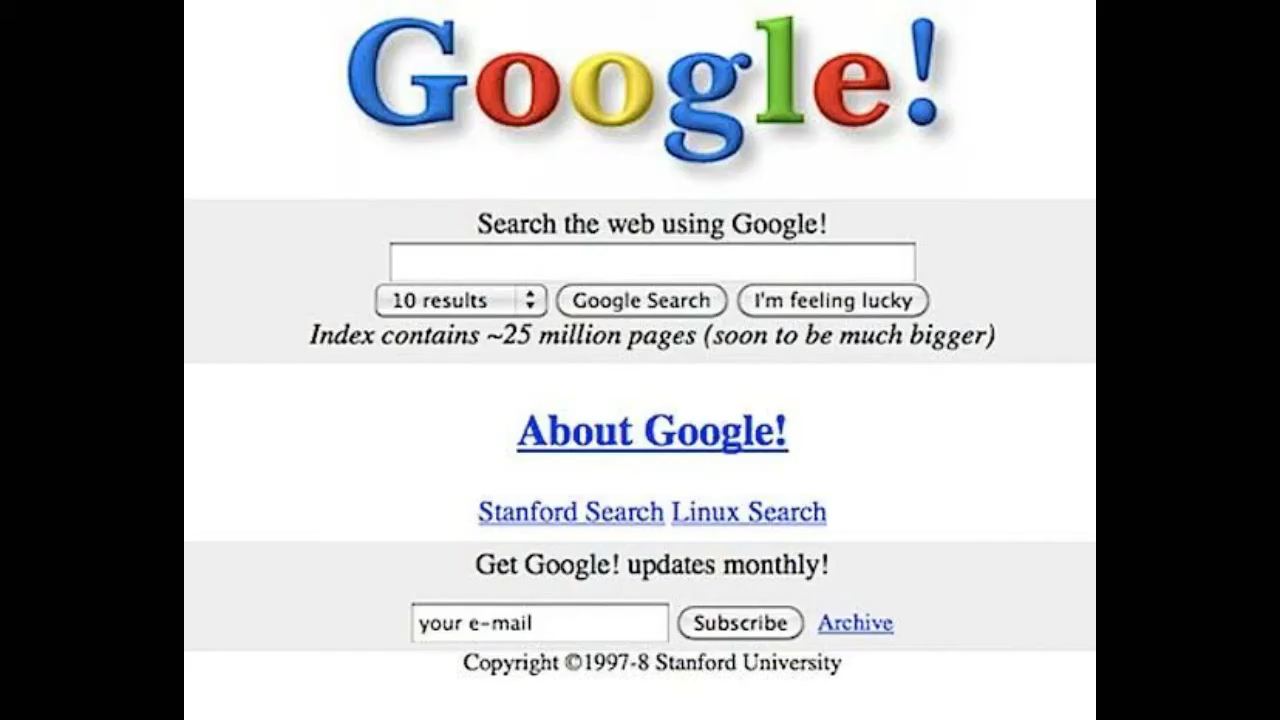 Google!
Search the web using Google!
10 results Google Search I'm feeling lucky
Index contains ~25 million pages (soon to be much bigger)
About Google!
Stanford Search Linux Search
Get Google! updates monthly!
your e-mail Subscribe Archive
Copyright ©1997-8 Stanford University